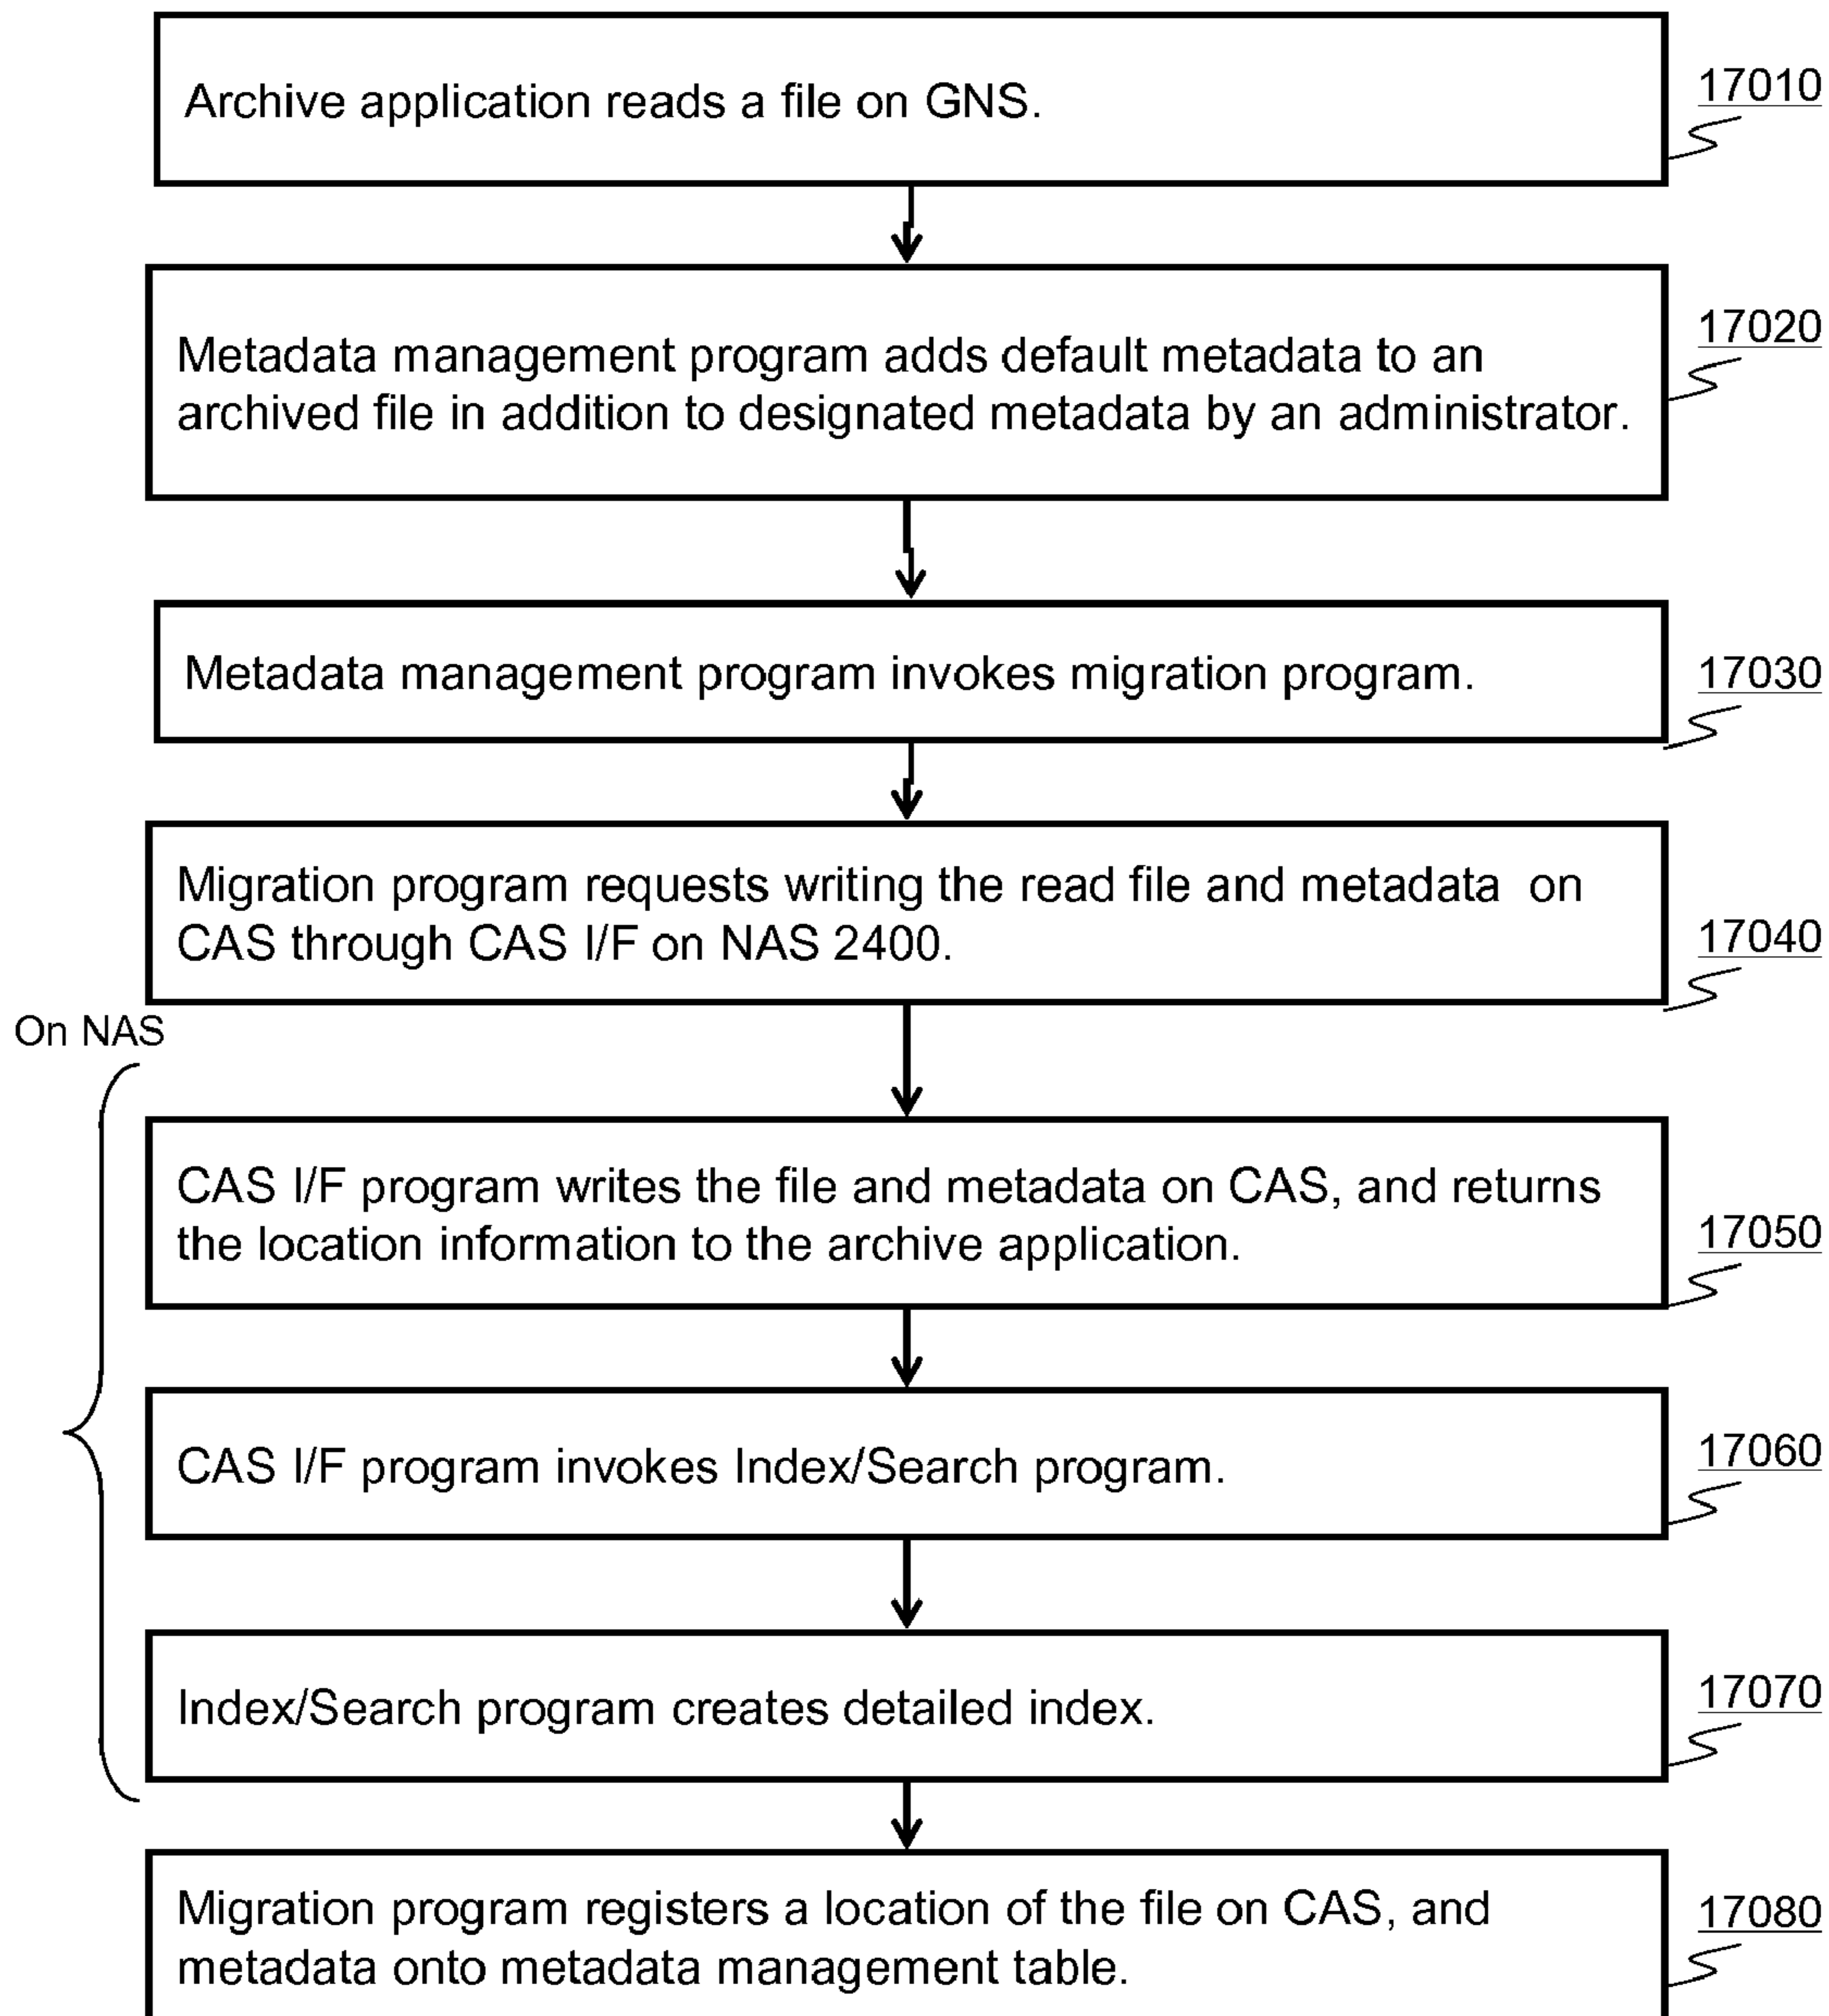 Archive application reads a file on GNS.
17010
Metadata management program adds default metadata to an
archived file in addition to designated metadata by an administrator.
17020
Metadata management program invokes migration program.
17030
Migration program requests writing the read file and metadata on
CAS through CAS I/F on NAS 2400.
17040
On NAS
CAS I/F program writes the file and metadata on CAS, and returns
the location information to the archive application.
17050
CAS I/F program invokes Index/Search program.
17060
Index/Search program creates detailed index.
17070
Migration program registers a location of the file on CAS, and
metadata onto metadata management table.
17080